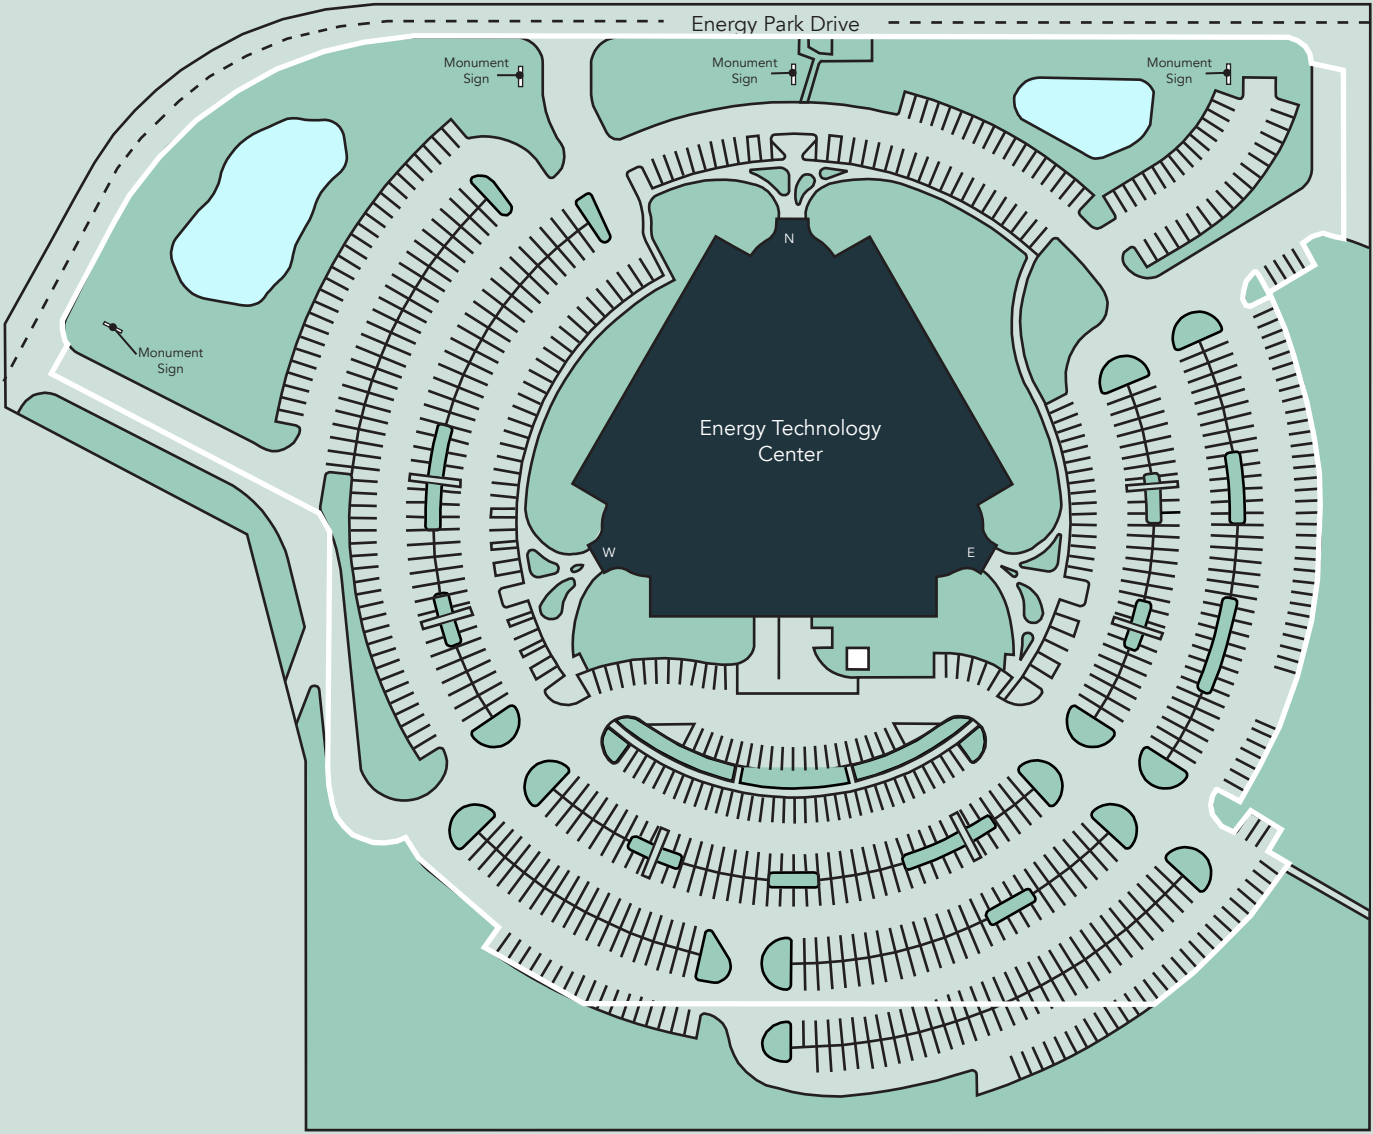 Energy Park Drive
Monument
Sign
Monument
Sign
Monument
Sign
N
Monument
Sign
Energy Technology
Center
W
E